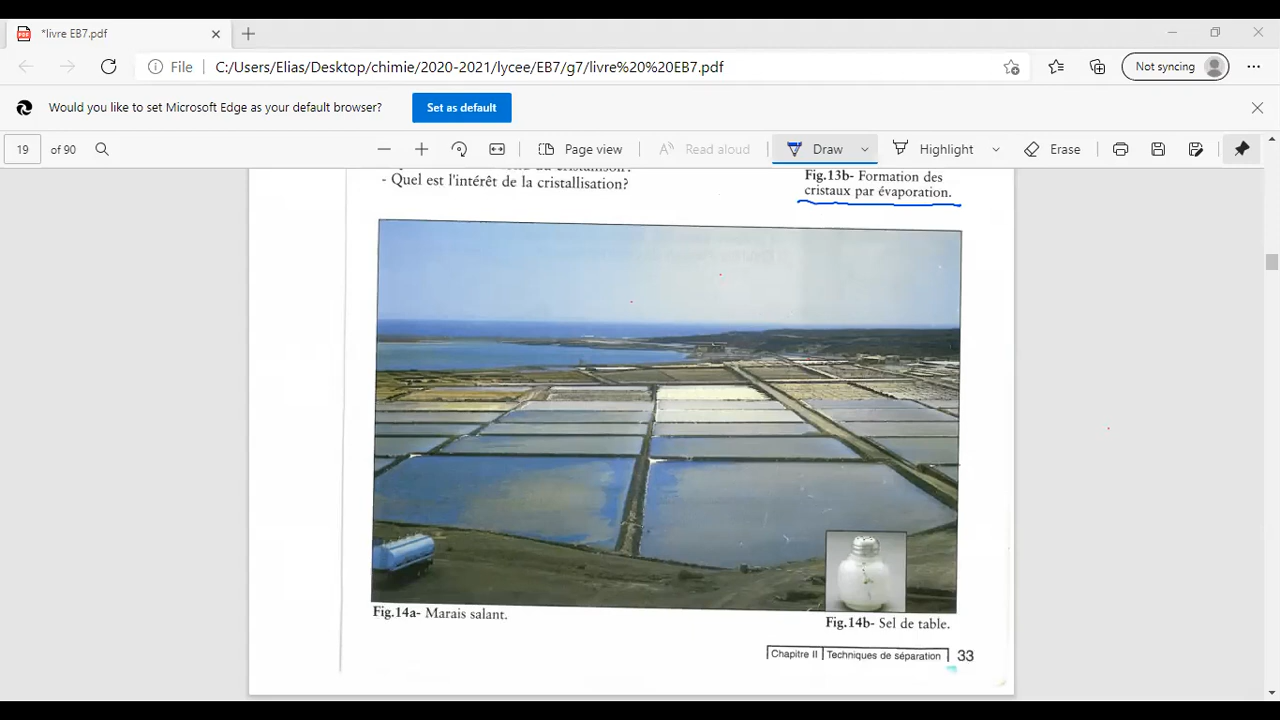 *livre EB7.pdf
File C:/Users/Elias/Desktop/chimie/2020-2021/lycee/EB7/g7/livre%20%20EB7.pdf
Not syncing
Would you like to set Microsoft Edge as your default browser?
Set as default
19 of 90
Page view
Read aloud
Draw
Highlight
Erase
- Quel est l'intérêt de la cristallisation?
Fig.13b- Formation des
cristaux par évaporation.
Fig.14a- Marais salant.
Fig.14b- Sel de table.
Chapitre II Techniques de séparation 33